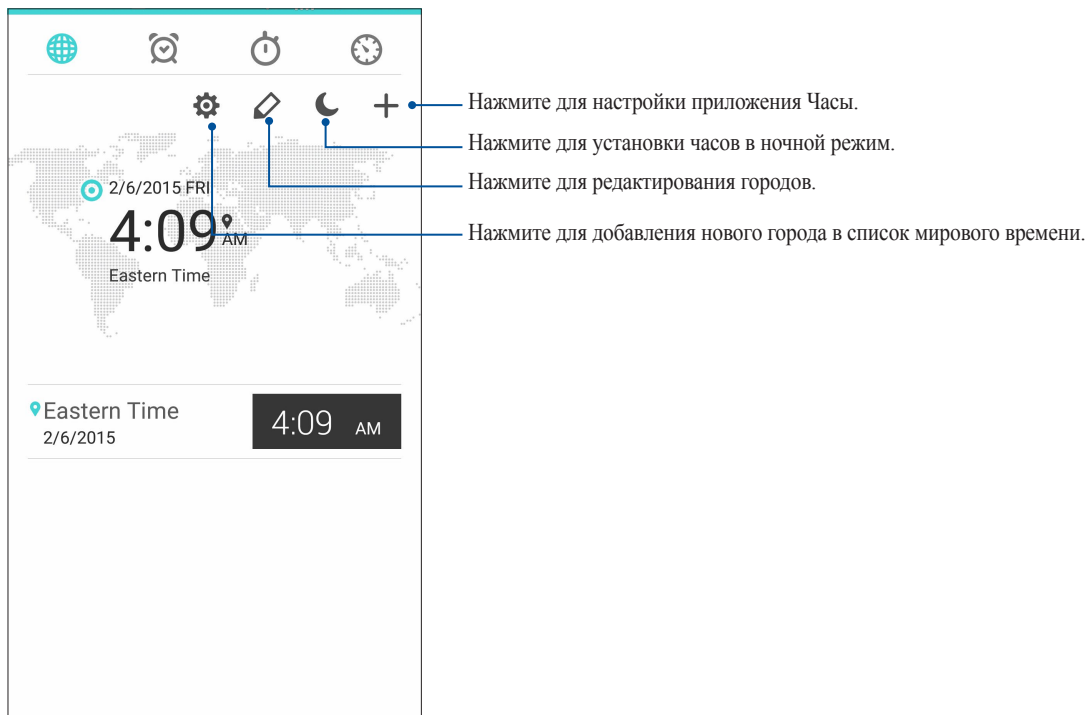 Нажмите для настройки приложения Часы.
Нажмите для установки часов в ночной режим.
2/6/2015 FRI
Нажмите для редактирования городов.
4:09 AM
Нажмите для добавления нового города в список мирового времени.
Eastern Time
Eastern Time
2/6/2015
4:09 AM